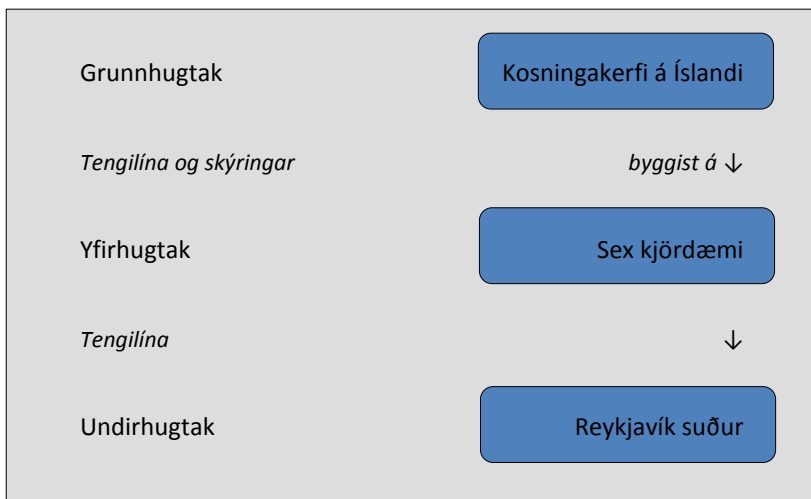 Grunnhugtak Kosningakerfi á Íslandi
Tengilína og skýringar byggist á ↓
Yfirhugtak Sex kjördæmi
Tengilína ↓
Undirhugtak Reykjavík suður